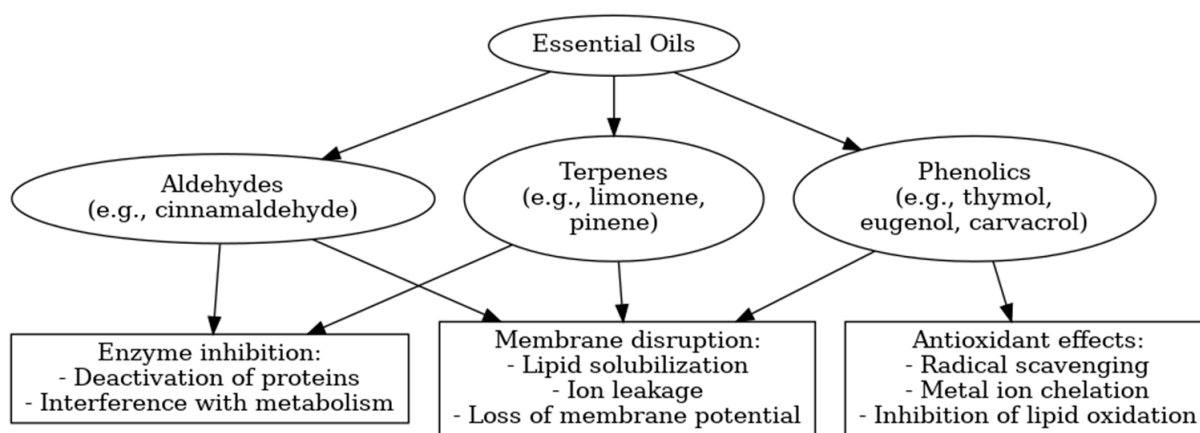 Essential Oils
Aldehydes
(e.g., cinnamaldehyde)
Terpenes
(e.g., limonene,
pinene)
Phenolics
(e.g., thymol,
eugenol, carvacrol)
Enzyme inhibition:
- Deactivation of proteins
- Interference with metabolism
Membrane disruption:
- Lipid solubilization
- Ion leakage
- Loss of membrane potential
Antioxidant effects:
- Radical scavenging
- Metal ion chelation
- Inhibition of lipid oxidation